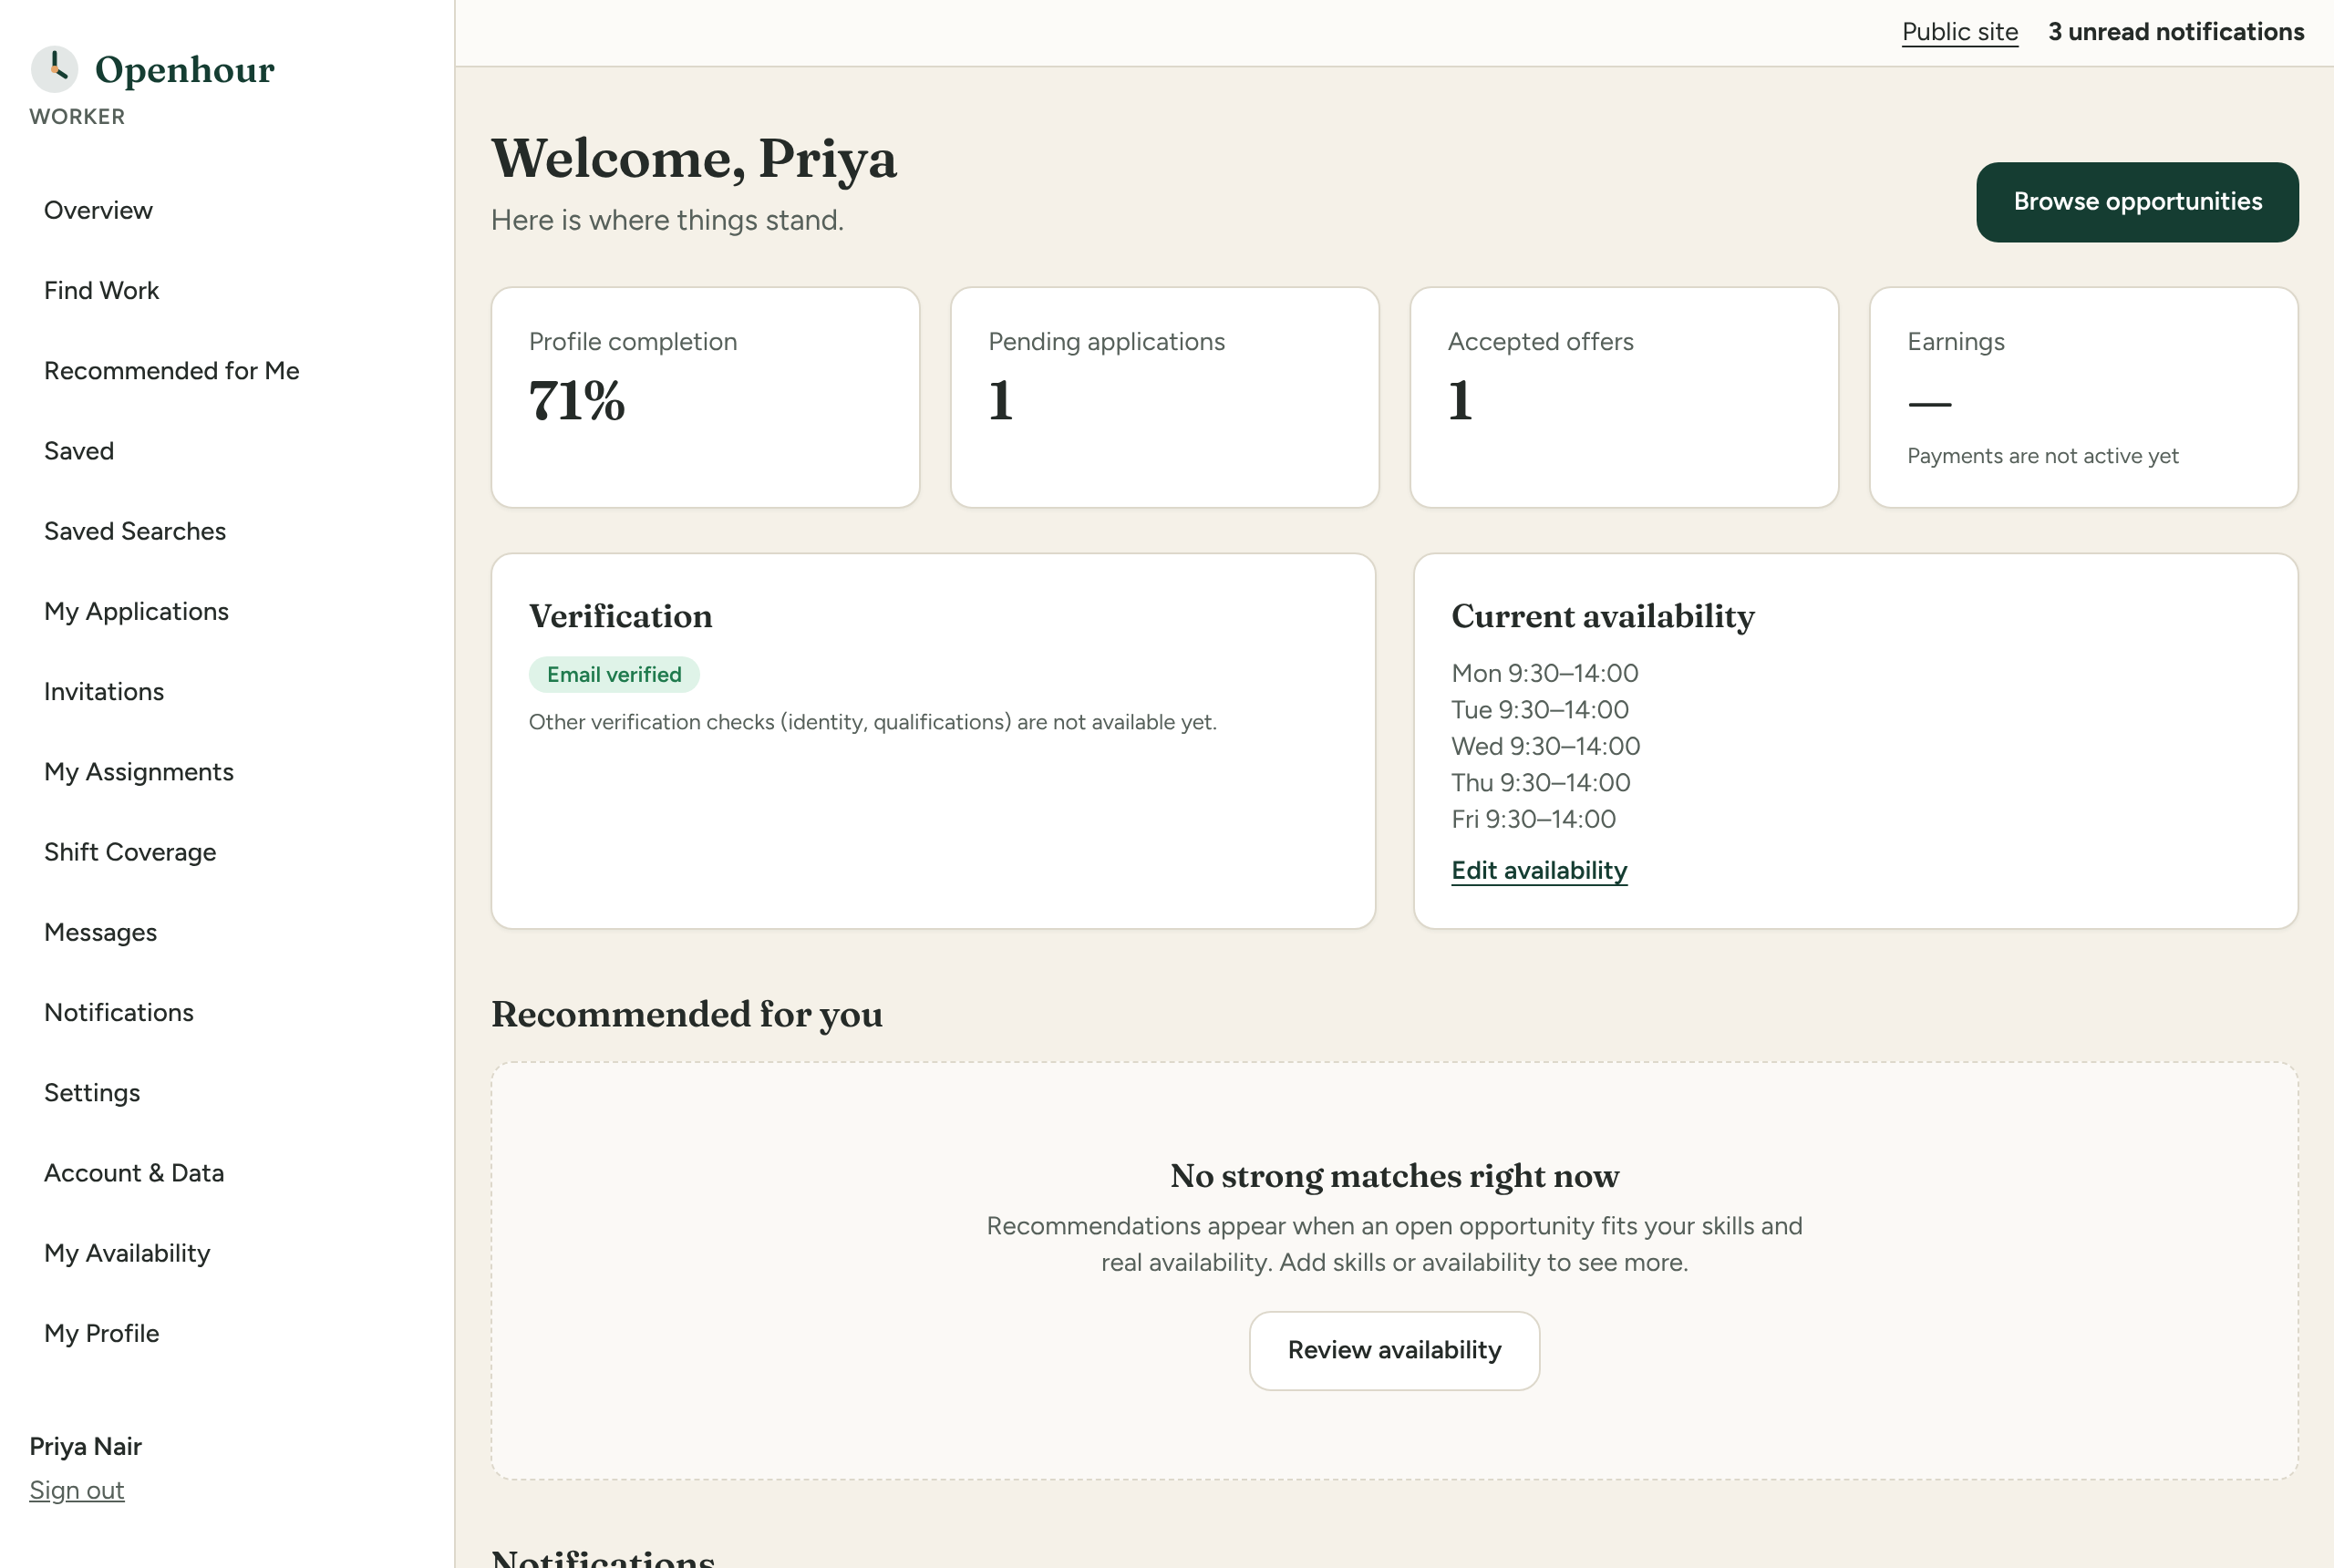 Openhour
WORKER
Overview
Find Work
Recommended for Me
Saved
Saved Searches
My Applications
Invitations
My Assignments
Shift Coverage
Messages
Notifications
Settings
Account & Data
My Availability
My Profile
Priya Nair
Sign out
Public site
3 unread notifications
Welcome, Priya
Here is where things stand.
Browse opportunities
Profile completion
71%
Pending applications
1
Accepted offers
1
Earnings
—
Payments are not active yet
Verification
Email verified
Other verification checks (identity, qualifications) are not available yet.
Current availability
Mon 9:30–14:00
Tue 9:30–14:00
Wed 9:30–14:00
Thu 9:30–14:00
Fri 9:30–14:00
Edit availability
Recommended for you
No strong matches right now
Recommendations appear when an open opportunity fits your skills and
real availability. Add skills or availability to see more.
Review availability
Notifications